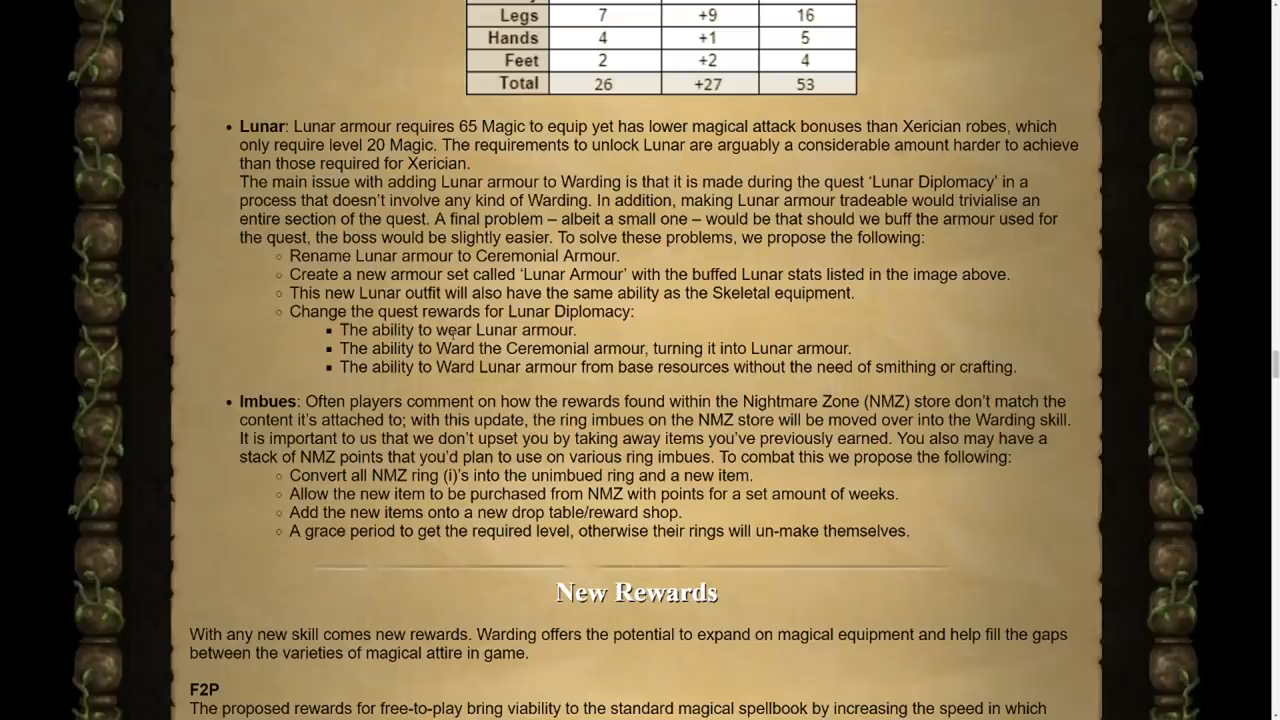 Legs 7 +9 16
Hands 4 +1 5
Feet 2 +2 4
Total 26 +27 53
• Lunar: Lunar armour requires 65 Magic to equip yet has lower magical attack bonuses than Xerician robes, which
only require level 20 Magic. The requirements to unlock Lunar are arguably a considerable amount harder to achieve
than those required for Xerician.
The main issue with adding Lunar armour to Warding is that it is made during the quest ‘Lunar Diplomacy’ in a
process that doesn’t involve any kind of Warding. In addition, making Lunar armour tradeable would trivialise an
entire section of the quest. A final problem – albeit a small one – would be that should we buff the armour used for
the quest, the boss would be slightly easier. To solve these problems, we propose the following:
○ Rename Lunar armour to Ceremonial Armour.
○ Create a new armour set called ‘Lunar Armour’ with the buffed Lunar stats listed in the image above.
○ This new Lunar outfit will also have the same ability as the Skeletal equipment.
○ Change the quest rewards for Lunar Diplomacy:
▪ The ability to wear Lunar armour.
▪ The ability to Ward the Ceremonial armour, turning it into Lunar armour.
▪ The ability to Ward Lunar armour from base resources without the need of smithing or crafting.
• Imbues: Often players comment on how the rewards found within the Nightmare Zone (NMZ) store don’t match the
content it’s attached to; with this update, the ring imbues on the NMZ store will be moved over into the Warding skill.
It is important to us that we don’t upset you by taking away items you’ve previously earned. You also may have a
stack of NMZ points that you’d plan to use on various ring imbues. To combat this we propose the following:
○ Convert all NMZ ring (i)’s into the unimbued ring and a new item.
○ Allow the new item to be purchased from NMZ with points for a set amount of weeks.
○ Add the new items onto a new drop table/reward shop.
○ A grace period to get the required level, otherwise their rings will un-make themselves.
New Rewards
With any new skill comes new rewards. Warding offers the potential to expand on magical equipment and help fill the gaps
between the varieties of magical attire in game.
F2P
The proposed rewards for free-to-play bring viability to the standard magical spellbook by increasing the speed in which